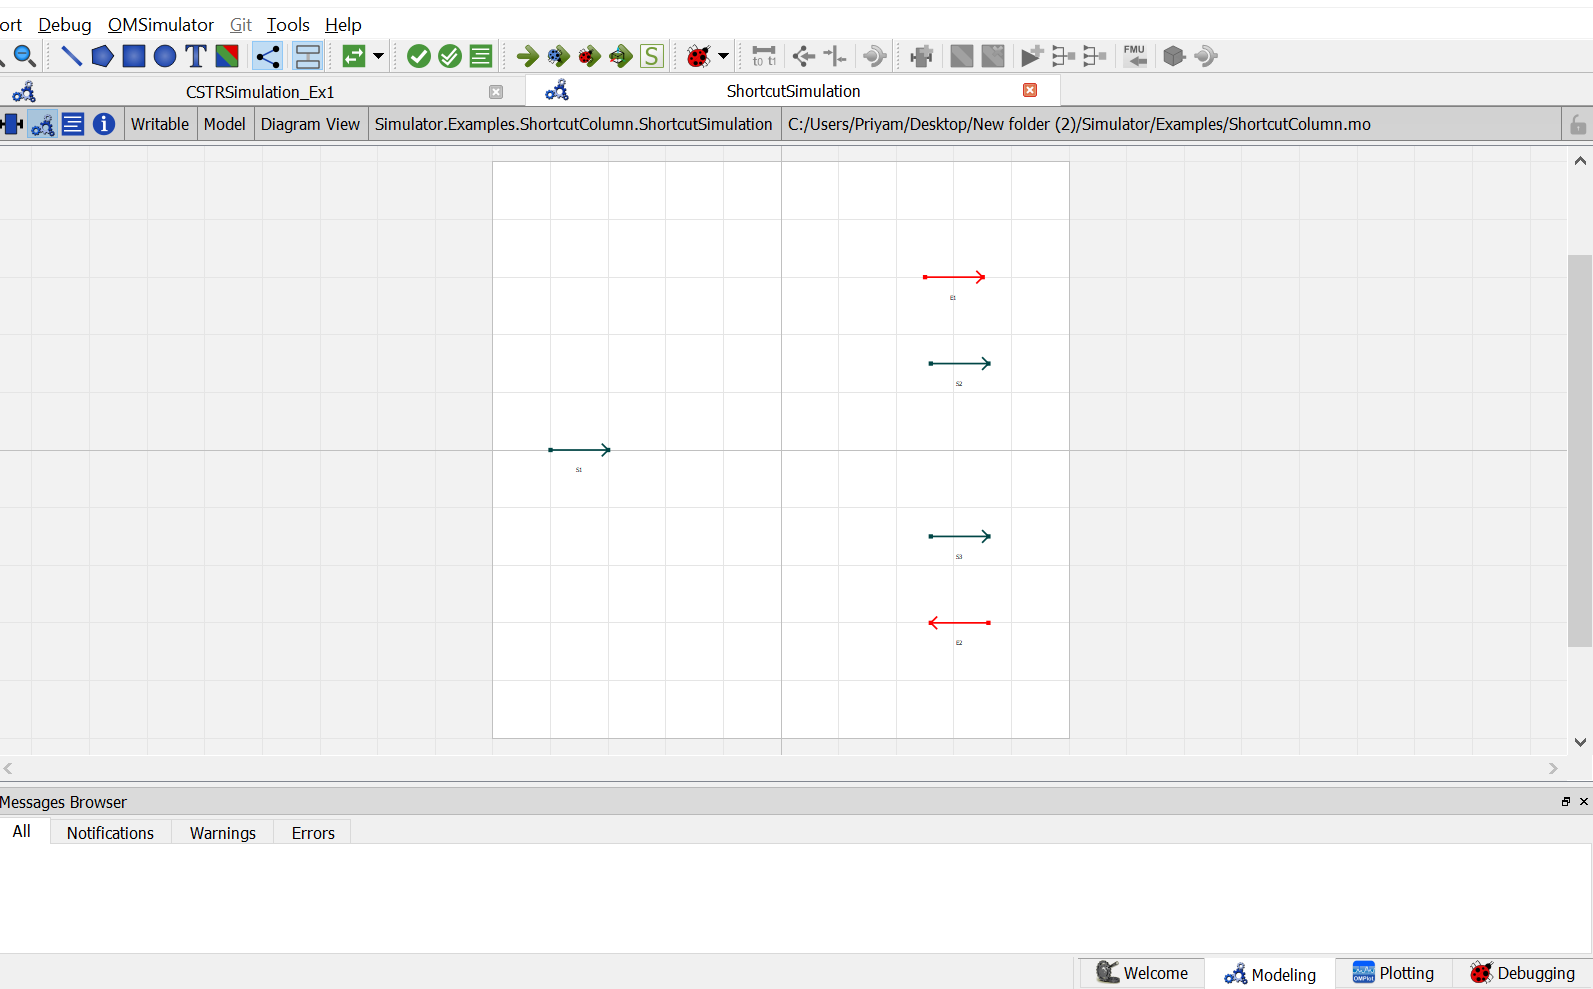 ort Debug OMSimulator Git Tools Help
T to t1 S FMU
CSTRSimulation_Ex1 ShortcutSimulation
Writable Model Diagram View Simulator.Examples.ShortcutColumn.ShortcutSimulation C:/Users/Priyam/Desktop/New folder (2)/Simulator/Examples/ShortcutColumn.mo
E1
S2
S1
S3
E2
Messages Browser
All Notifications Warnings Errors
Welcome Modeling OMPlot Plotting Debugging